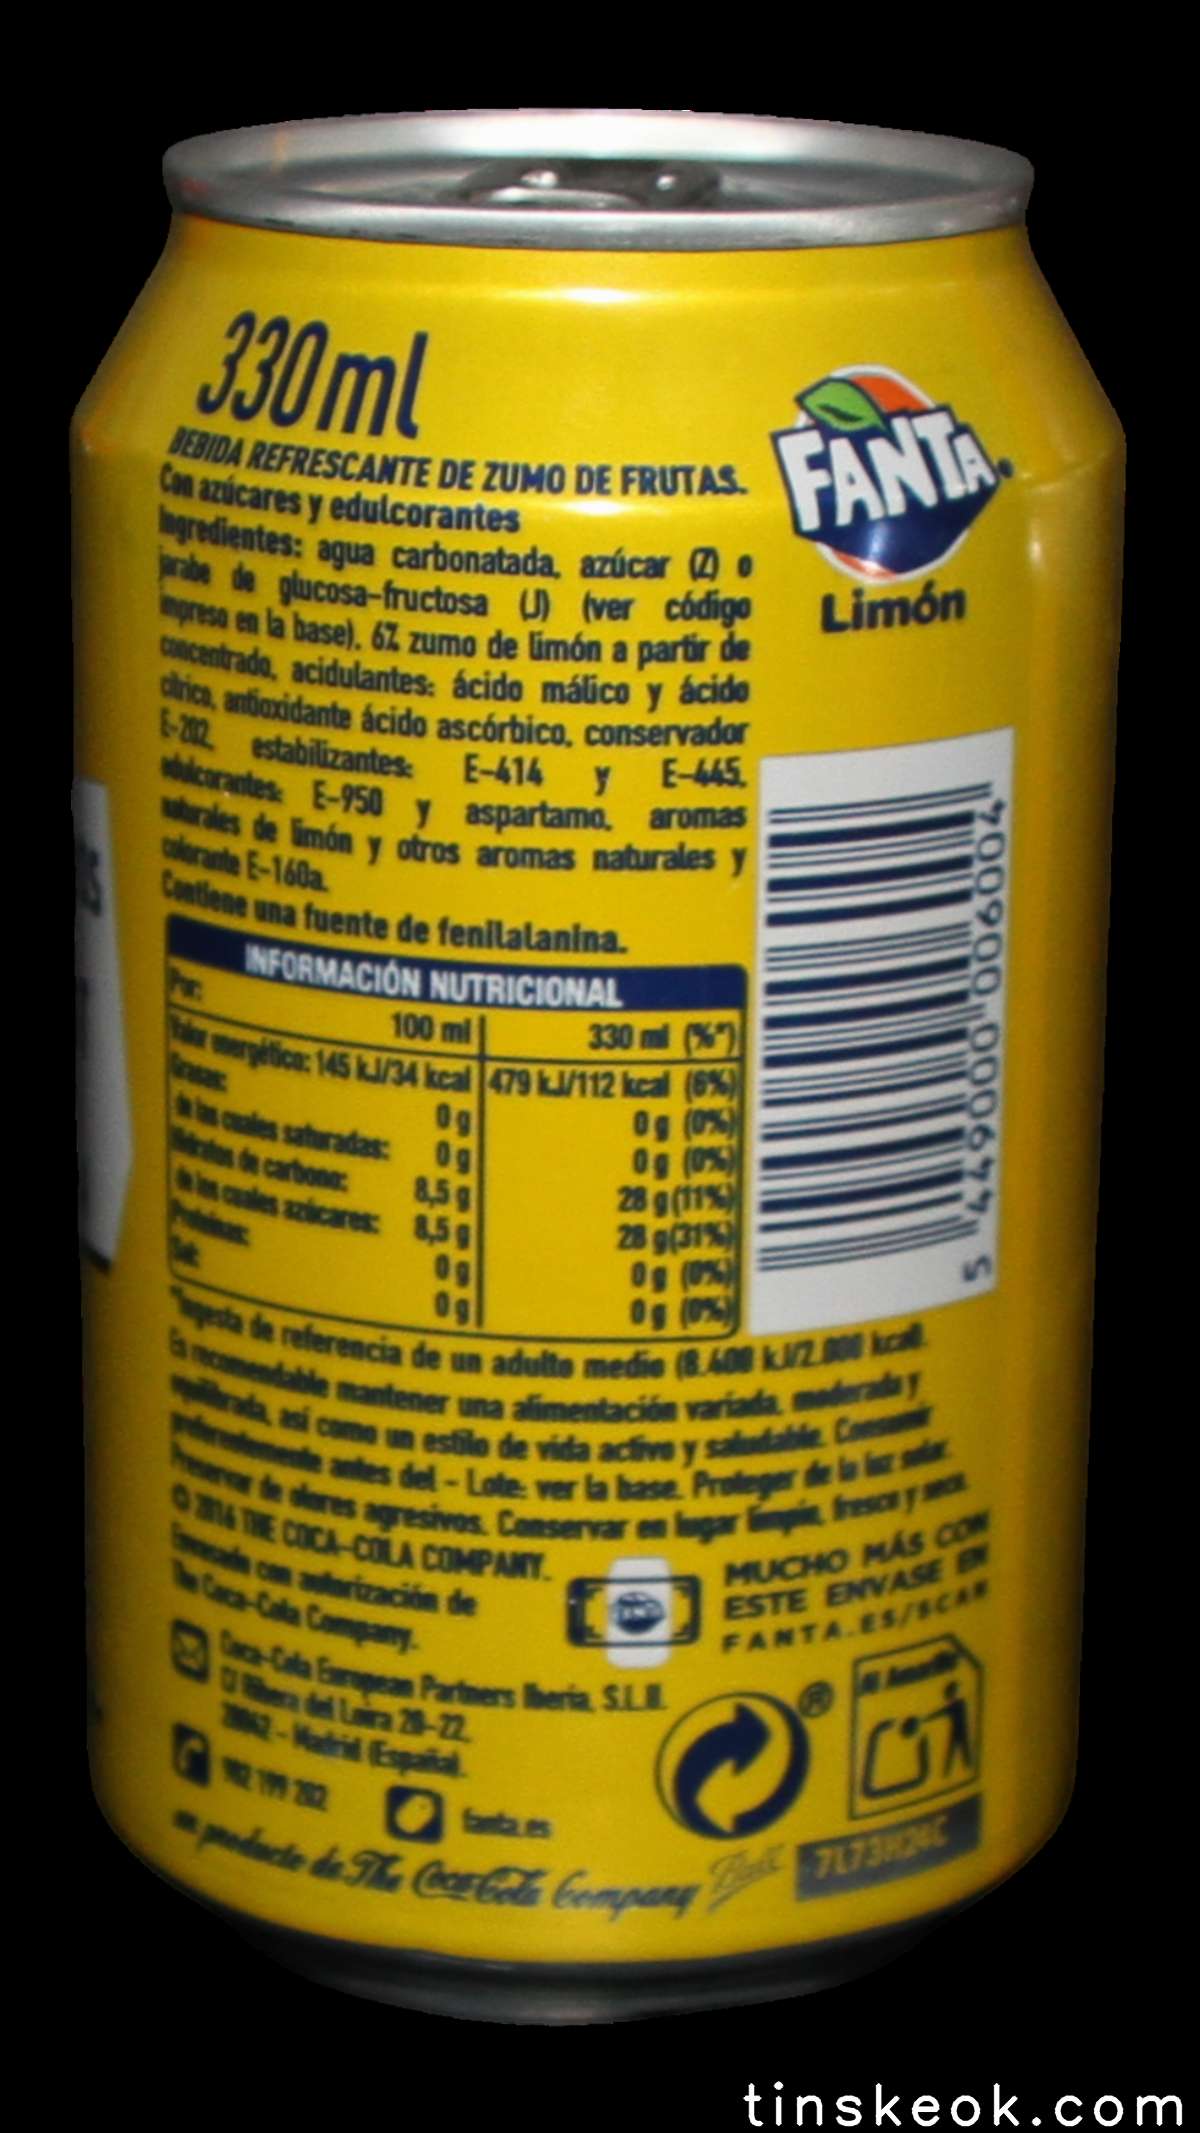 330ml
BEBIDA REFRESCANTE DE ZUMO DE FRUTAS.
Con azúcares y edulcorantes
Ingredientes: agua carbonatada, azúcar (Z) o
jarabe de glucosa-fructosa (J) (ver código
impreso en la base), 6% zumo de limón a partir de
concentrado, acidulantes: ácido málico y ácido
cítrico, antioxidante ácido ascórbico, conservador
E-202, estabilizantes: E-414 y E-445,
edulcorantes: E-950 y aspartamo, aromas
naturales de limón y otros aromas naturales y
colorante E-160a.
Contiene una fuente de fenilalanina.
FANTA
Limón
INFORMACIÓN NUTRICIONAL
Por: 100 ml 330 ml (%*)
Valor energético: 145 kJ/34 kcal 479 kJ/112 kcal (6%)
Grasas: 0 g 0 g (0%)
de las cuales saturadas: 0 g 0 g (0%)
Hidratos de carbono: 8,5 g 28 g (11%)
de los cuales azúcares: 8,5 g 28 g (31%)
Proteínas: 0 g 0 g (0%)
Sal: 0 g 0 g (0%)
5 449000 006004
*Ingesta de referencia de un adulto medio (8.400 kJ/2.000 kcal).
Es recomendable mantener una alimentación variada, moderada y
equilibrada, así como un estilo de vida activo y saludable. Consumir
preferentemente antes del - Lote: ver la base. Proteger de la luz solar.
Preservar de olores agresivos. Conservar en lugar limpio, fresco y seco.
© 2016 THE COCA-COLA COMPANY.
Envasado con autorización de
The Coca-Cola Company.
MUCHO MÁS CON
ESTE ENVASE EN
FANTA.ES/SCAN
Coca-Cola European Partners Iberia, S.L.U.
C/ Ribera del Loira 20-22,
28042 - Madrid (España).
902 199 202
fanta.es
®
Al Amarillo
un producto de The Coca-Cola Company
Ball
7L73H24C
tinskeok.com